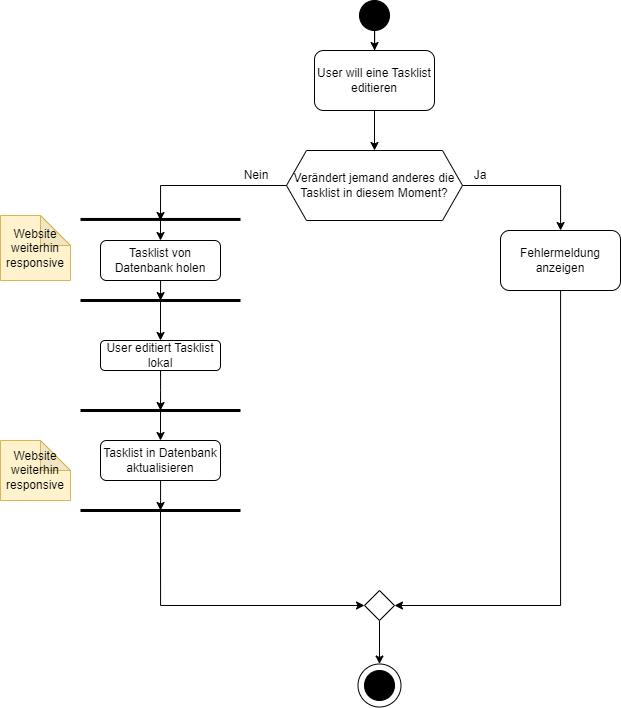 User will eine Tasklist
editieren
Nein
Verändert jemand anderes die
Tasklist in diesem Moment?
Ja
Website
weiterhin
responsive
Tasklist von
Datenbank holen
Fehlermeldung
anzeigen
User editiert Tasklist
lokal
Website
weiterhin
responsive
Tasklist in Datenbank
aktualisieren